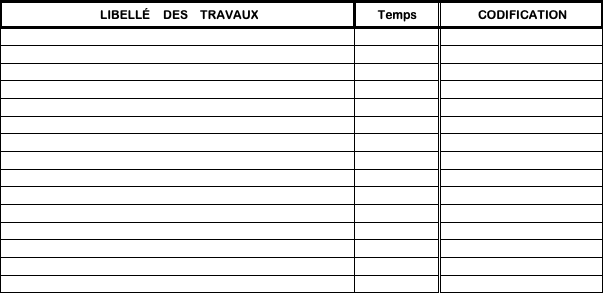 LIBELLÉ DES TRAVAUX Temps CODIFICATION